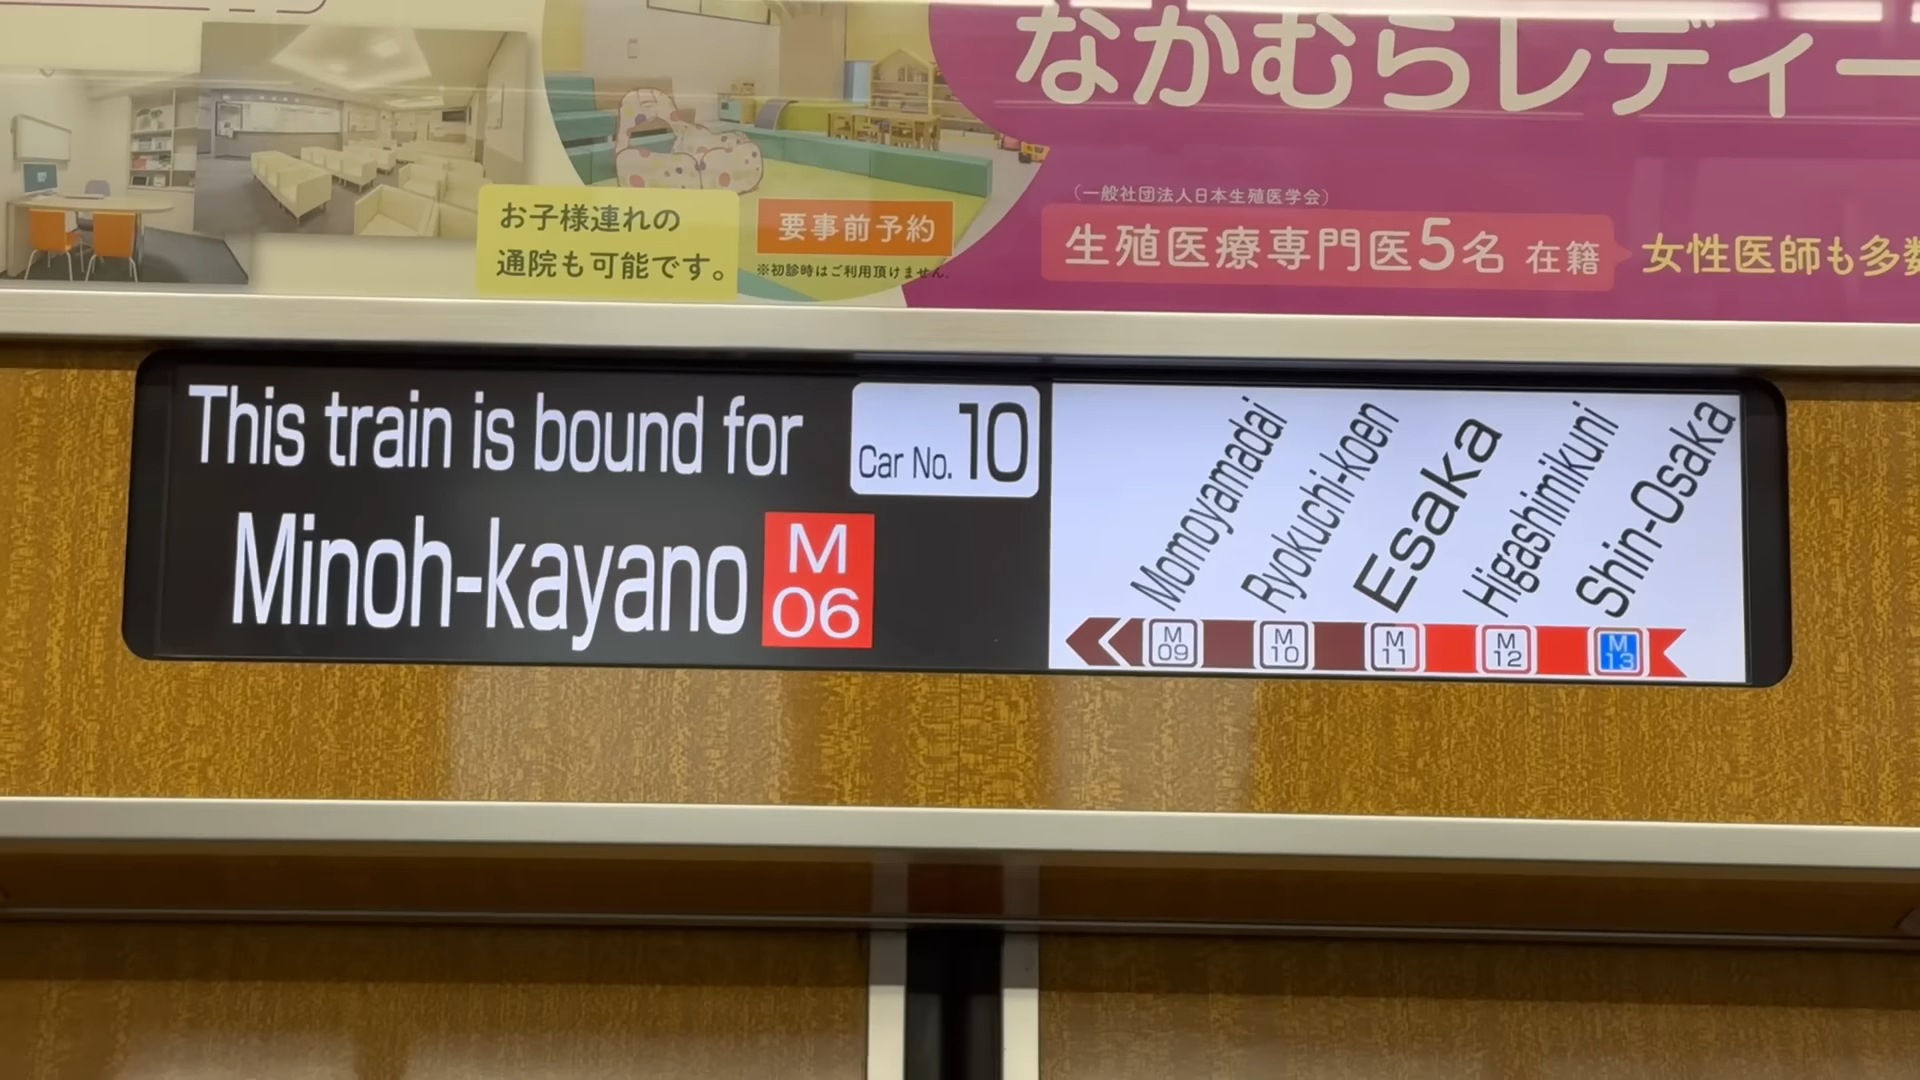 なかむらレディー
(一般社団法人日本生殖医学会)
生殖医療専門医5名 在籍
女性医師も多数
お子様連れの
通院も可能です。
要事前予約
※初診時はご利用頂けません。
This train is bound for
Minoh-kayano
M
06
Car No. 10
Momoyamadai
Ryokuchi-koen
Esaka
Higashimikuni
Shin-Osaka
M
09
M
10
M
11
M
12
M
13